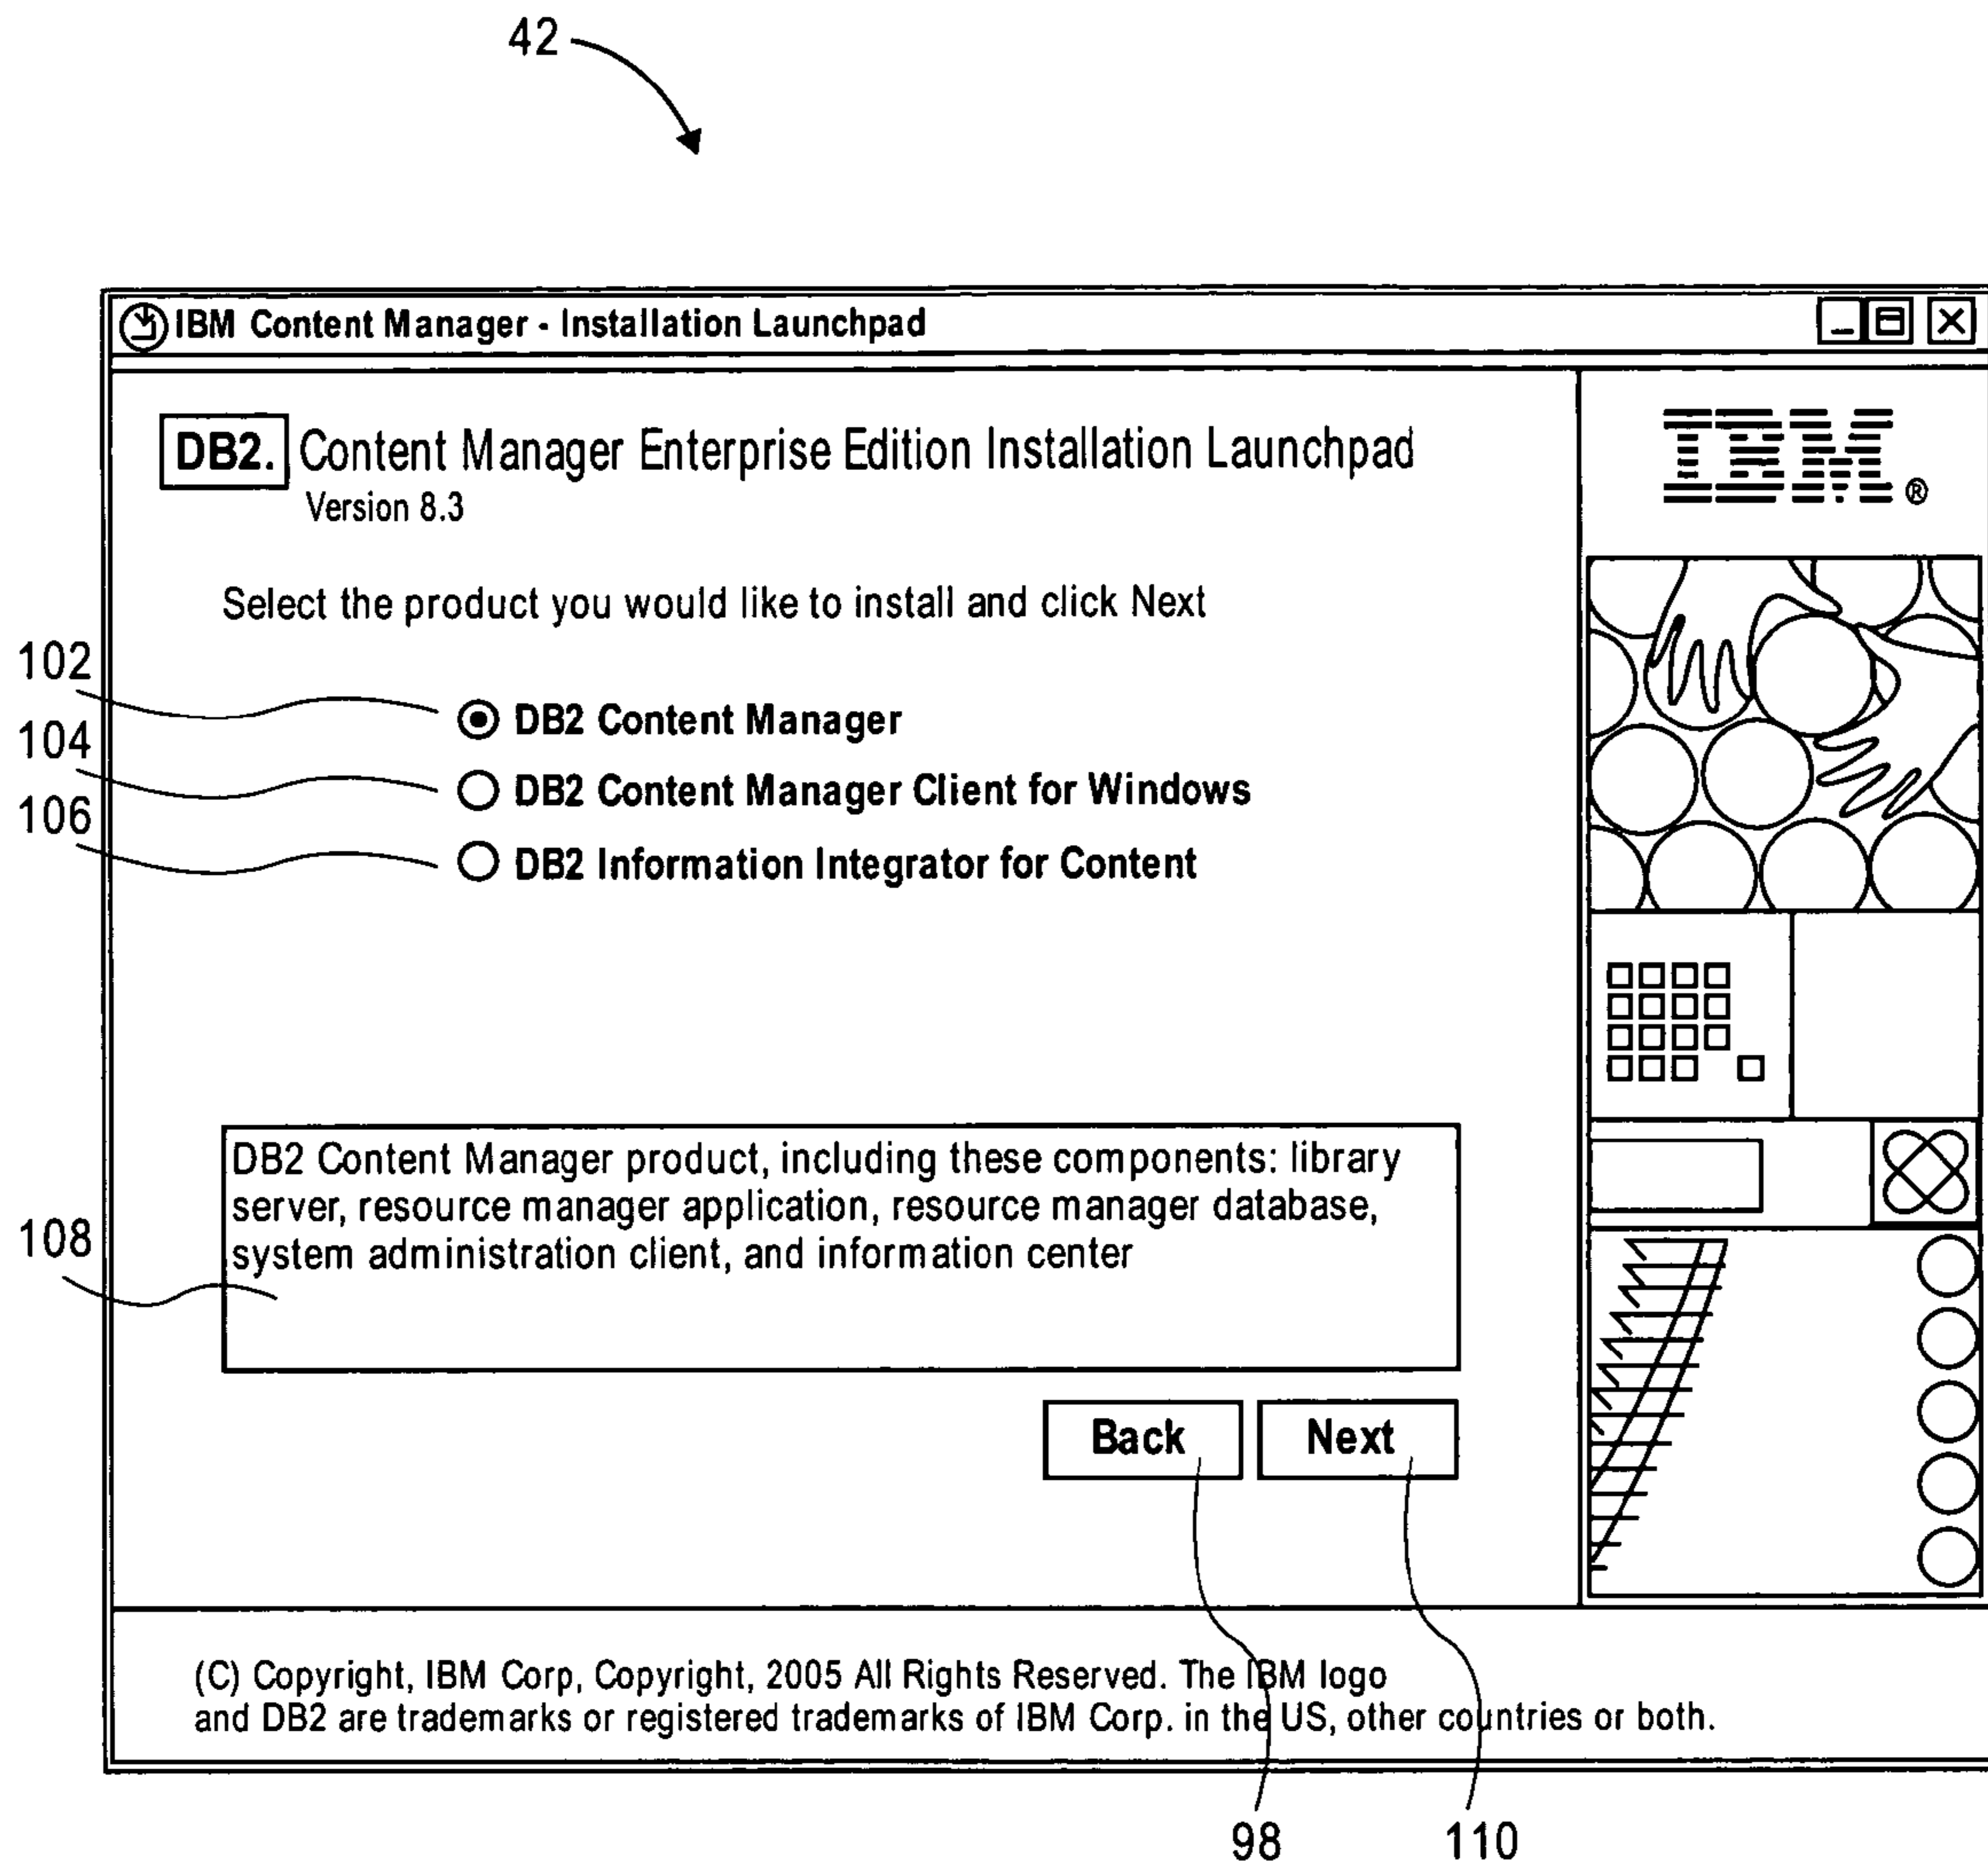 42
IBM Content Manager - Installation Launchpad
DB2. Content Manager Enterprise Edition Installation Launchpad
Version 8.3
IBM®
Select the product you would like to install and click Next
102
DB2 Content Manager
104
DB2 Content Manager Client for Windows
106
DB2 Information Integrator for Content
DB2 Content Manager product, including these components: library
server, resource manager application, resource manager database,
system administration client, and information center
108
Back
Next
(C) Copyright, IBM Corp, Copyright, 2005 All Rights Reserved. The IBM logo
and DB2 are trademarks or registered trademarks of IBM Corp. in the US, other countries or both.
98
110